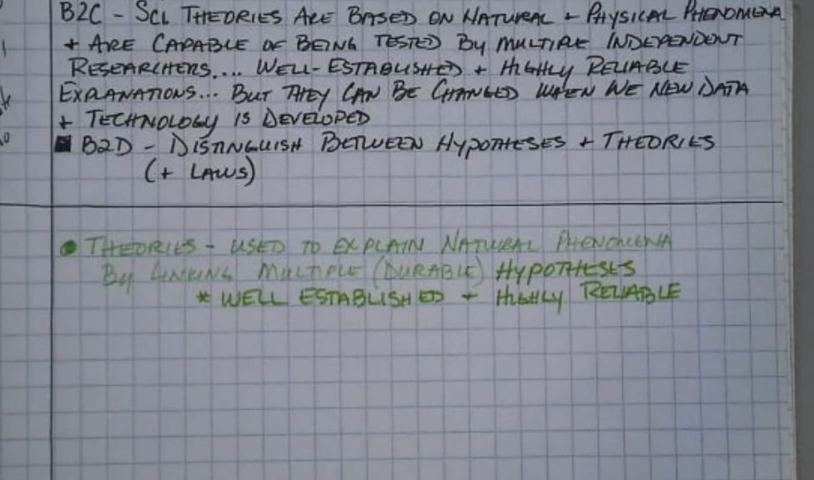 B2C - SCI THEORIES ARE BASED ON NATURAL + PHYSICAL PHENOMENA
+ ARE CAPABLE OF BEING TESTED BY MULTIPLE INDEPENDENT
RESEARCHERS.... WELL-ESTABLISHED + HIGHLY RELIABLE
EXPLANATIONS... BUT THEY CAN BE CHANGED WHEN WE NEW DATA
+ TECHNOLOGY IS DEVELOPED
B2D - DISTINGUISH BETWEEN HYPOTHESES + THEORIES
(+ LAWS)
• THEORIES - USED TO EXPLAIN NATURAL PHENOMENA
BY LINKING MULTIPLE (DURABLE) HYPOTHESES
* WELL ESTABLISHED + HIGHLY RELIABLE